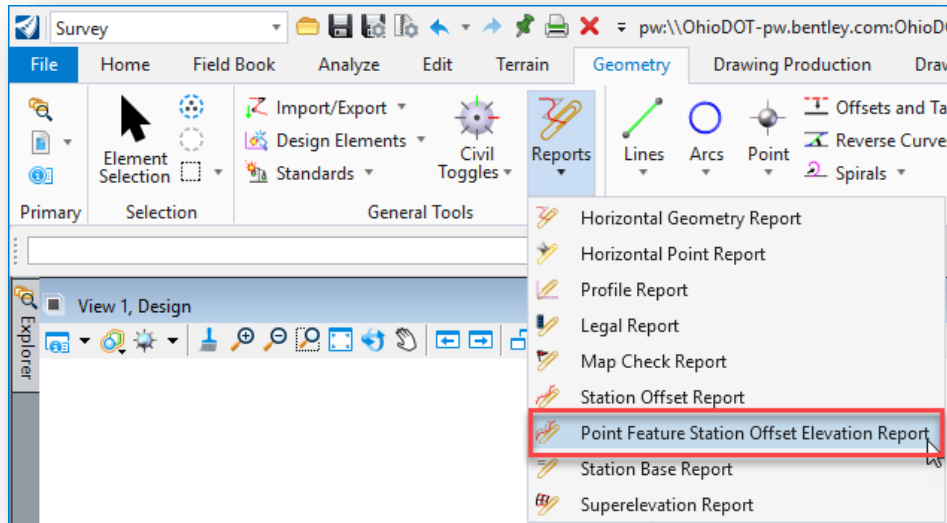 Survey pw:\\OhioDOT-pw.bentley.com:OhioD
File Home Field Book Analyze Edit Terrain Geometry Drawing Production Draw
Element Selection
Import/Export
Design Elements
Standards
Civil Toggles
Reports
Lines
Arcs
Point
Offsets and Ta
Reverse Curve
Spirals
Primary Selection General Tools
Horizontal Geometry Report
Horizontal Point Report
Profile Report
Legal Report
Map Check Report
Station Offset Report
Point Feature Station Offset Elevation Report
Station Base Report
Superelevation Report
Explorer
View 1, Design